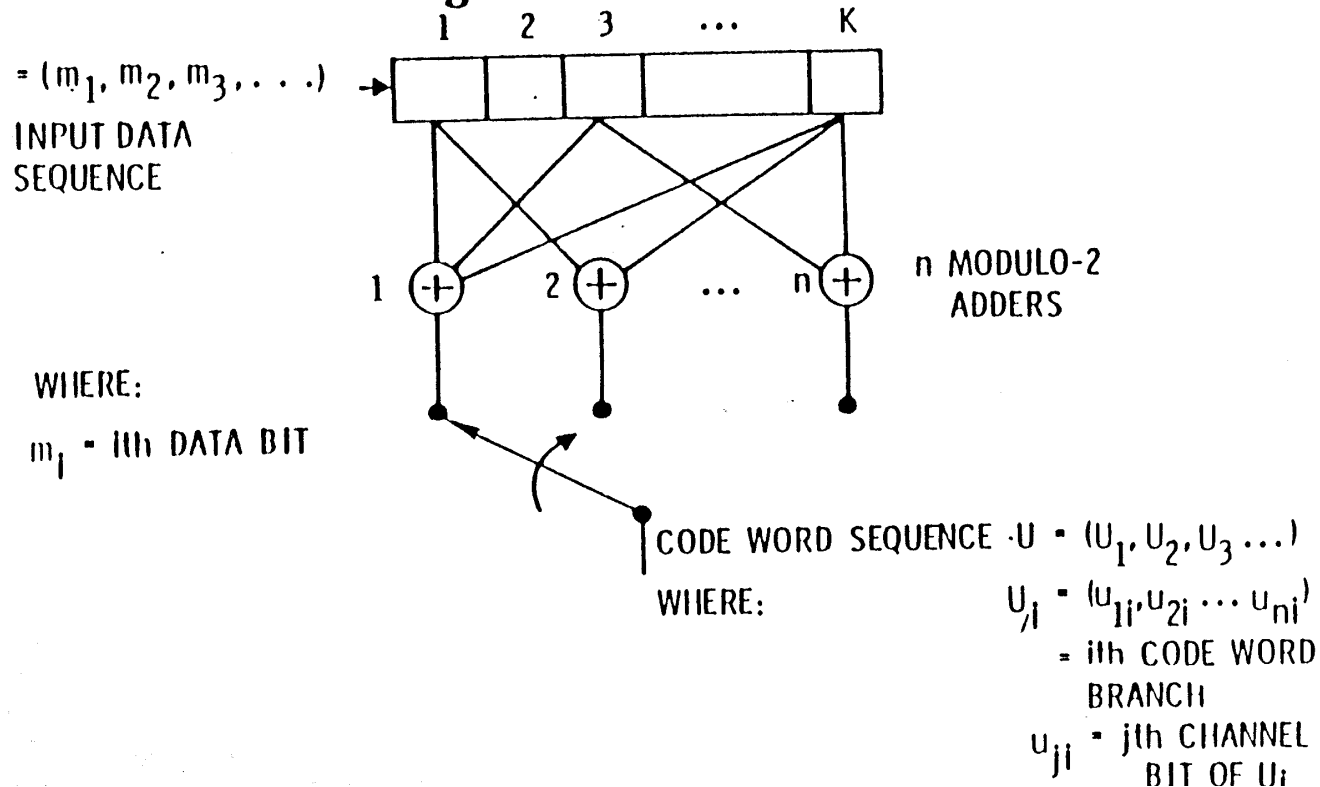 1 2 3 ... K
= (m1, m2, m3, . . .)
INPUT DATA
SEQUENCE
1 + 2 + ... n +
n MODULO-2
ADDERS
WHERE:
mi = ith DATA BIT
CODE WORD SEQUENCE U = (U1, U2, U3 ...)
WHERE:
Ui = (u1i, u2i ... uni)
= ith CODE WORD
BRANCH
uji = jth CHANNEL
BIT OF Ui